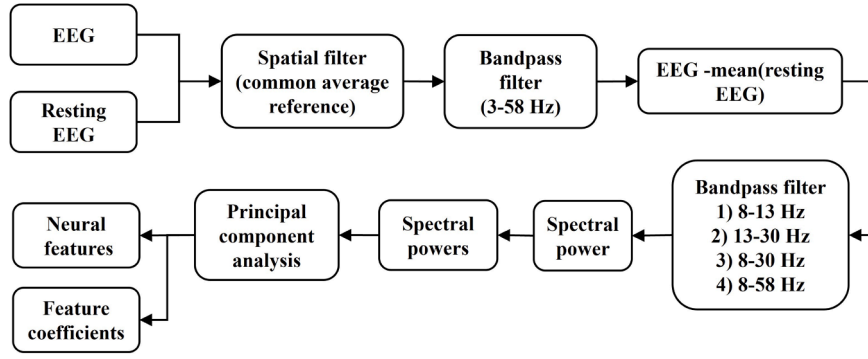 EEG
Resting
EEG
Spatial filter
(common average
reference)
Bandpass
filter
(3-58 Hz)
EEG -mean(resting
EEG)
Bandpass filter
1) 8-13 Hz
2) 13-30 Hz
3) 8-30 Hz
4) 8-58 Hz
Spectral
power
Spectral
powers
Principal
component
analysis
Neural
features
Feature
coefficients